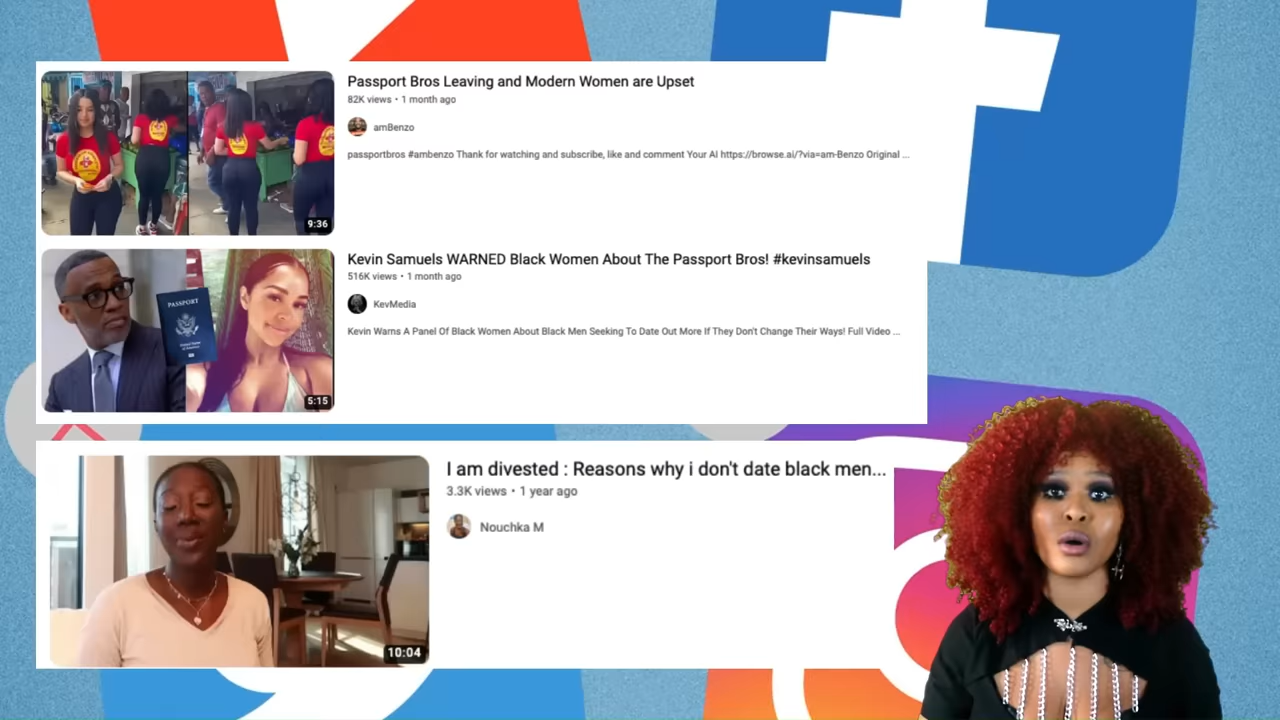 Passport Bros Leaving and Modern Women are Upset
82K views • 1 month ago
amBenzo
passportbros #ambenzo Thank for watching and subscribe, like and comment Your AI https://browse.ai/?via=am-Benzo Original ...
9:36
Kevin Samuels WARNED Black Women About The Passport Bros! #kevinsamuels
516K views • 1 month ago
KevMedia
Kevin Warns A Panel Of Black Women About Black Men Seeking To Date Out More If They Don't Change Their Ways! Full Video ...
PASSPORT
5:15
I am divested : Reasons why i don't date black men...
3.3K views • 1 year ago
Nouchka M
10:04